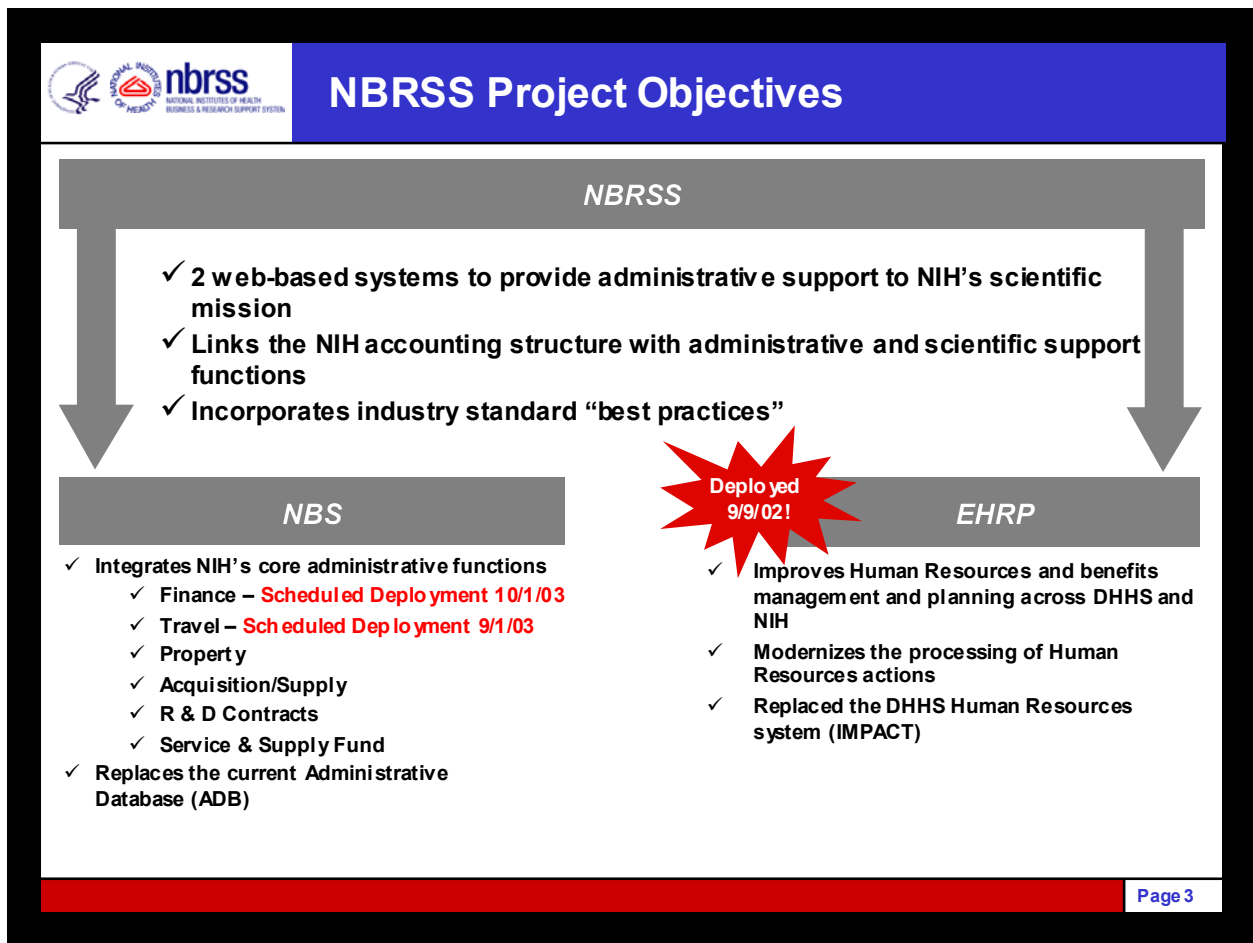 NATIONAL INSTITUTES
OF HEALTH
nbrss
NATIONAL INSTITUTES OF HEALTH
BUSINESS & RESEARCH SUPPORT SYSTEM
NBRSS Project Objectives
NBRSS
✓ 2 web-based systems to provide administrative support to NIH’s scientific
mission
✓ Links the NIH accounting structure with administrative and scientific support
functions
✓ Incorporates industry standard “best practices”
NBS
✓ Integrates NIH’s core administrative functions
✓ Finance – Scheduled Deployment 10/1/03
✓ Travel – Scheduled Deployment 9/1/03
✓ Property
✓ Acquisition/Supply
✓ R & D Contracts
✓ Service & Supply Fund
✓ Replaces the current Administrative
Database (ADB)
Deployed
9/9/02!
EHRP
✓ Improves Human Resources and benefits
management and planning across DHHS and
NIH
✓ Modernizes the processing of Human
Resources actions
✓ Replaced the DHHS Human Resources
system (IMPACT)
Page 3